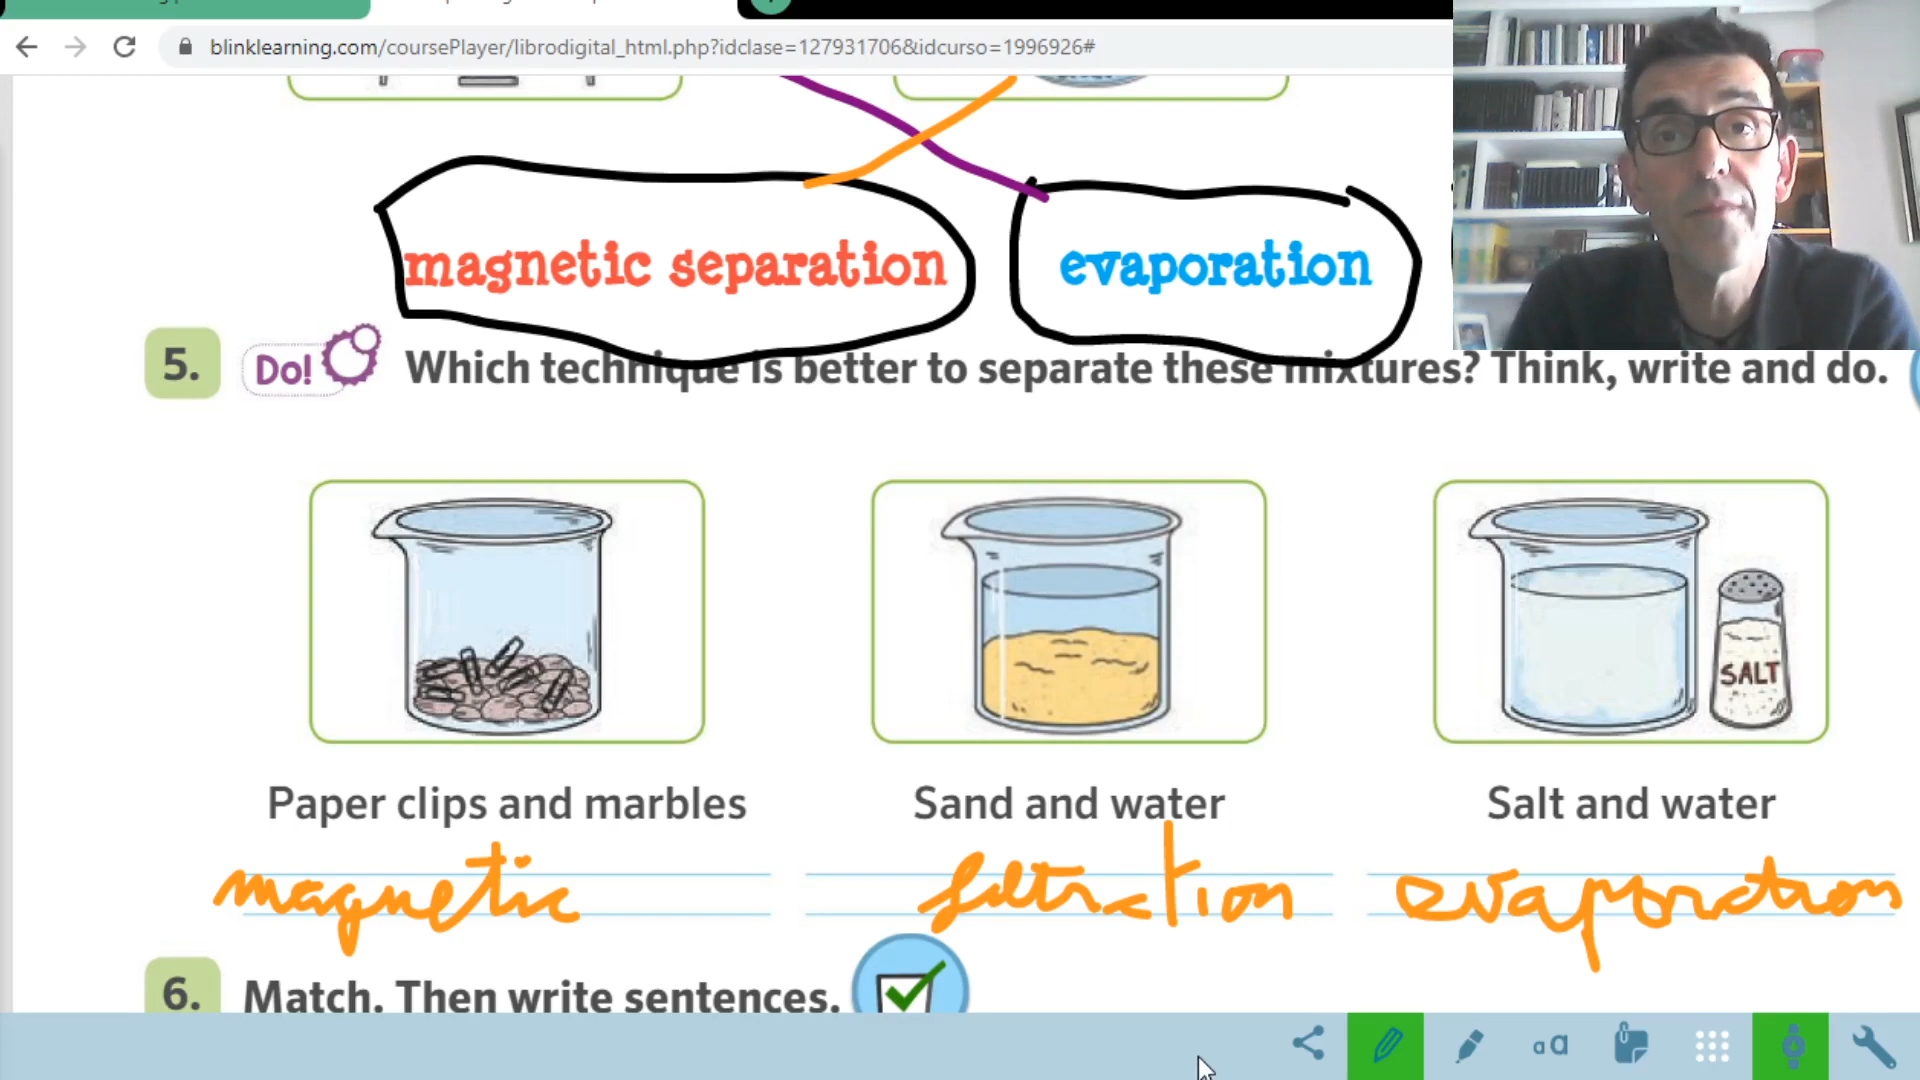 blinklearning.com/coursePlayer/librodigital_html.php?idclase=127931706&idcurso=1996926#
magnetic separation evaporation
5. Do! Which technique is better to separate these mixtures? Think, write and do.
SALT
Paper clips and marbles Sand and water Salt and water
magnetic filtration evaporation
6. Match. Then write sentences.
aa